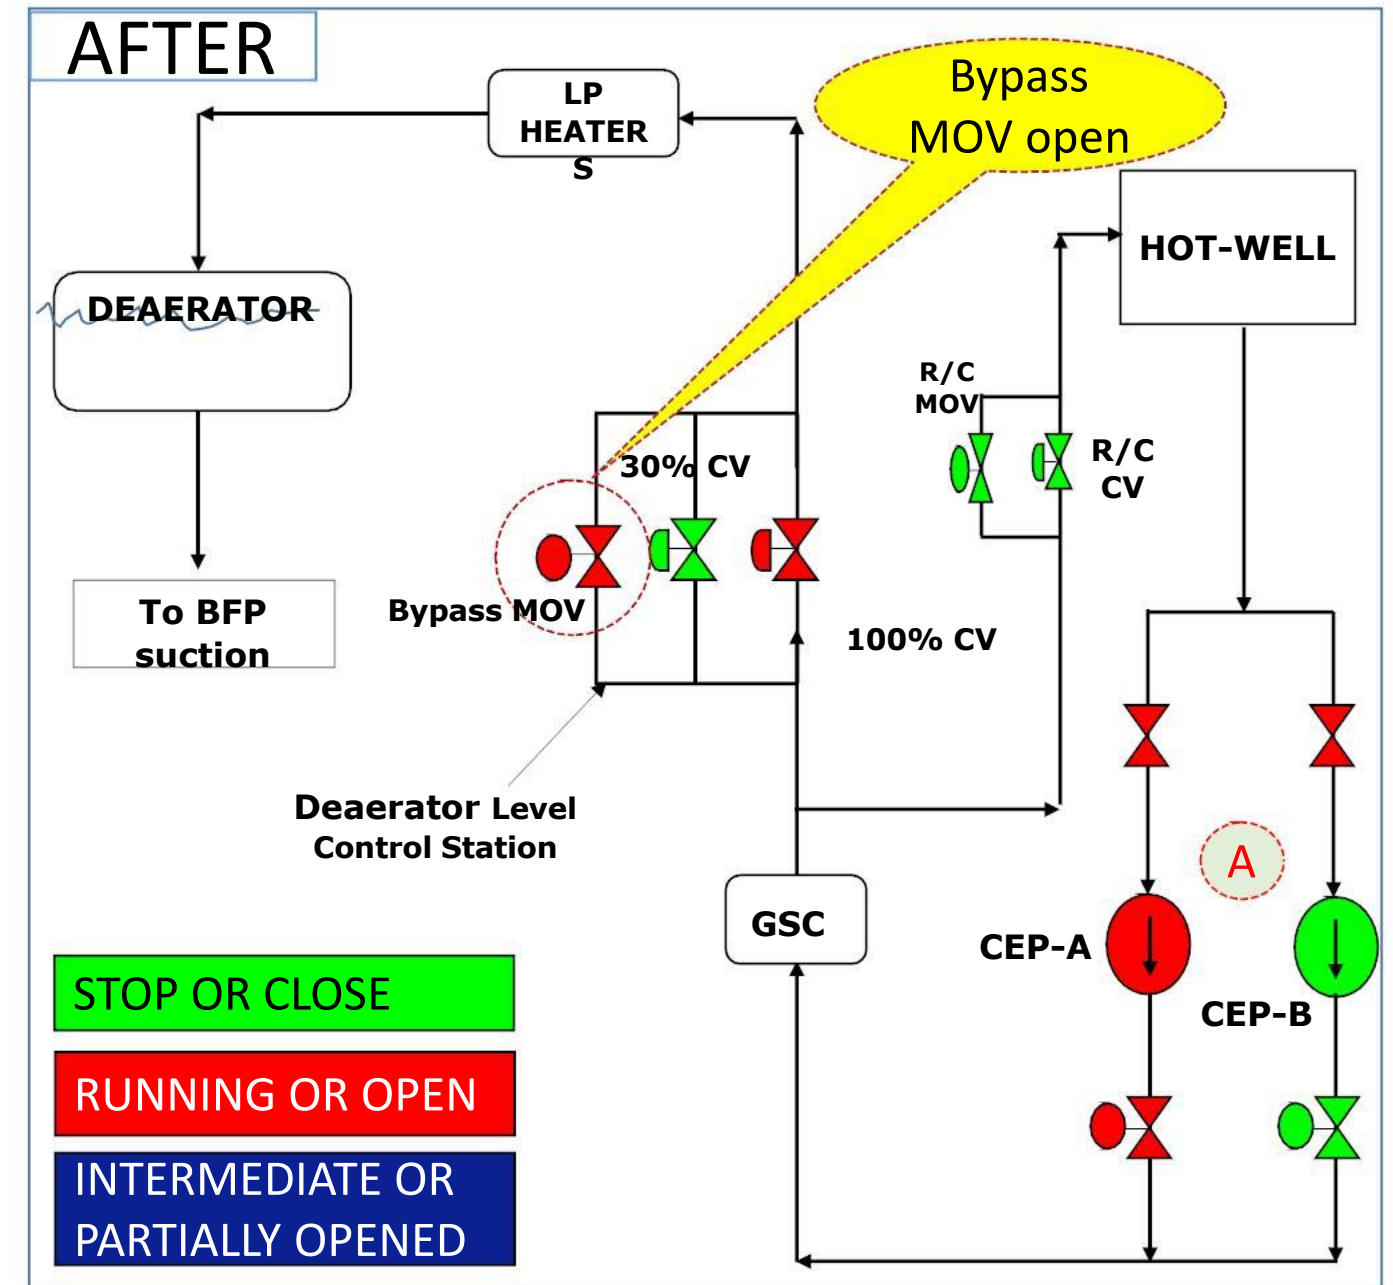 AFTER
LP
HEATER
S
Bypass
MOV open
HOT-WELL
DEAERATOR
R/C
MOV
R/C
CV
30% CV
Bypass MOV
To BFP
suction
100% CV
Deaerator Level
Control Station
A
GSC
CEP-A
CEP-B
STOP OR CLOSE
RUNNING OR OPEN
INTERMEDIATE OR
PARTIALLY OPENED